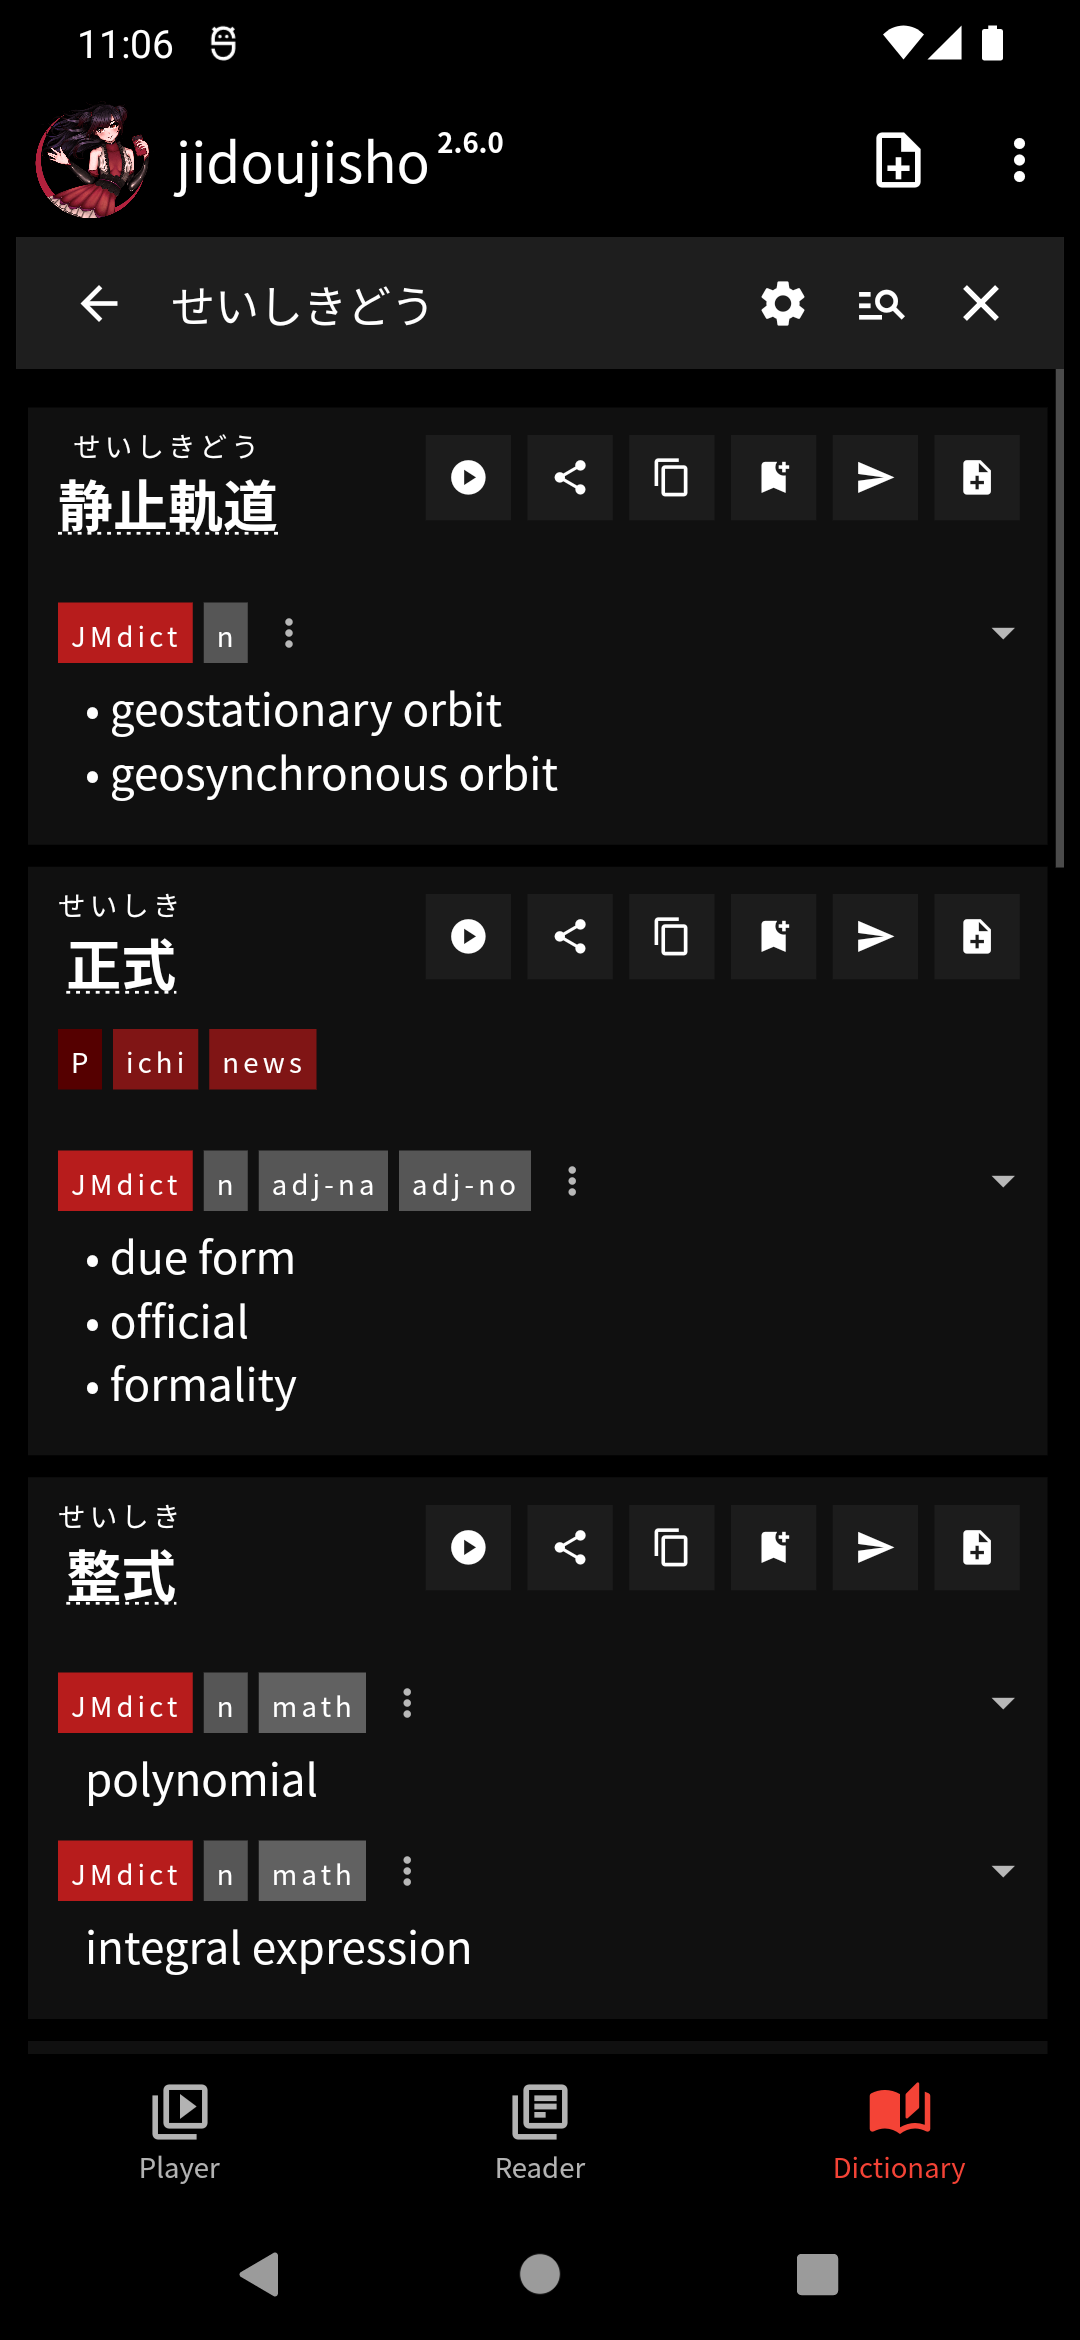 11:06
jidoujisho 2.6.0
せいしきどう
せいしきどう
静止軌道
JMdict n
• geostationary orbit
• geosynchronous orbit
せいしき
正式
P ichi news
JMdict n adj-na adj-no
• due form
• official
• formality
せいしき
整式
JMdict n math
polynomial
JMdict n math
integral expression
Player Reader Dictionary